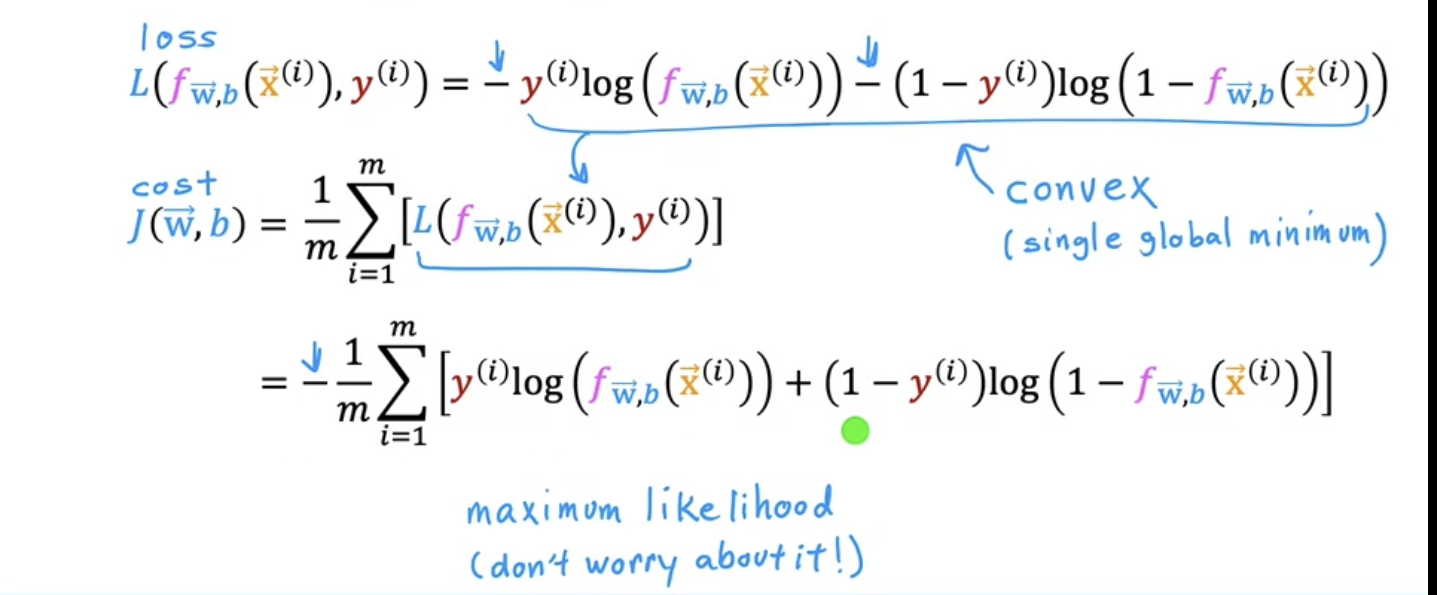 loss
L(f_{\vec{w},b}(\vec{x}^{(i)}), y^{(i)}) = − y^{(i)}log(f_{\vec{w},b}(\vec{x}^{(i)})) − (1 − y^{(i)})log(1 − f_{\vec{w},b}(\vec{x}^{(i)}))
cost
J(\vec{w}, b) = \frac{1}{m} \sum_{i=1}^{m} [L(f_{\vec{w},b}(\vec{x}^{(i)}), y^{(i)})]
convex
(single global minimum)
= − \frac{1}{m} \sum_{i=1}^{m} [y^{(i)}log(f_{\vec{w},b}(\vec{x}^{(i)})) + (1 − y^{(i)})log(1 − f_{\vec{w},b}(\vec{x}^{(i)}))]
maximum likelihood
(don't worry about it!)